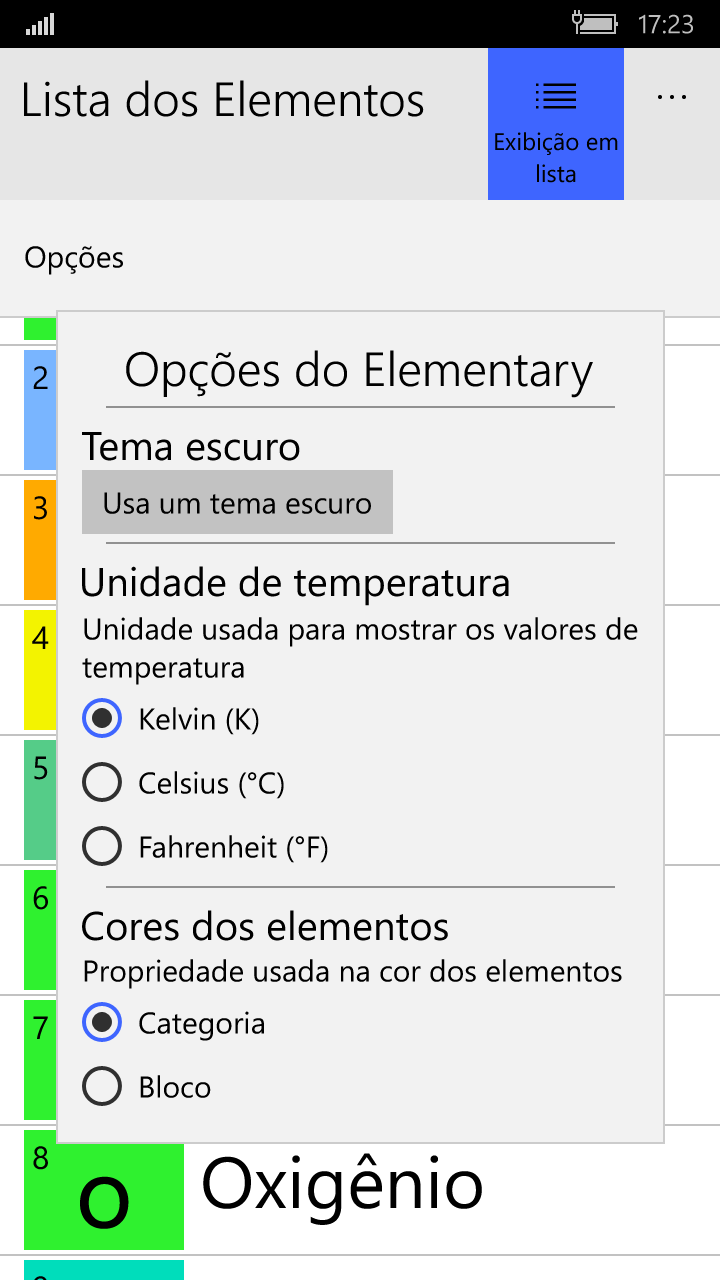 17:23
Lista dos Elementos
Exibição em
lista
...
Opções
Opções do Elementary
2
Tema escuro
3
Usa um tema escuro
Unidade de temperatura
4
Unidade usada para mostrar os valores de
temperatura
Kelvin (K)
5
Celsius (°C)
Fahrenheit (°F)
6
Cores dos elementos
Propriedade usada na cor dos elementos
7
Categoria
Bloco
8
O
Oxigênio